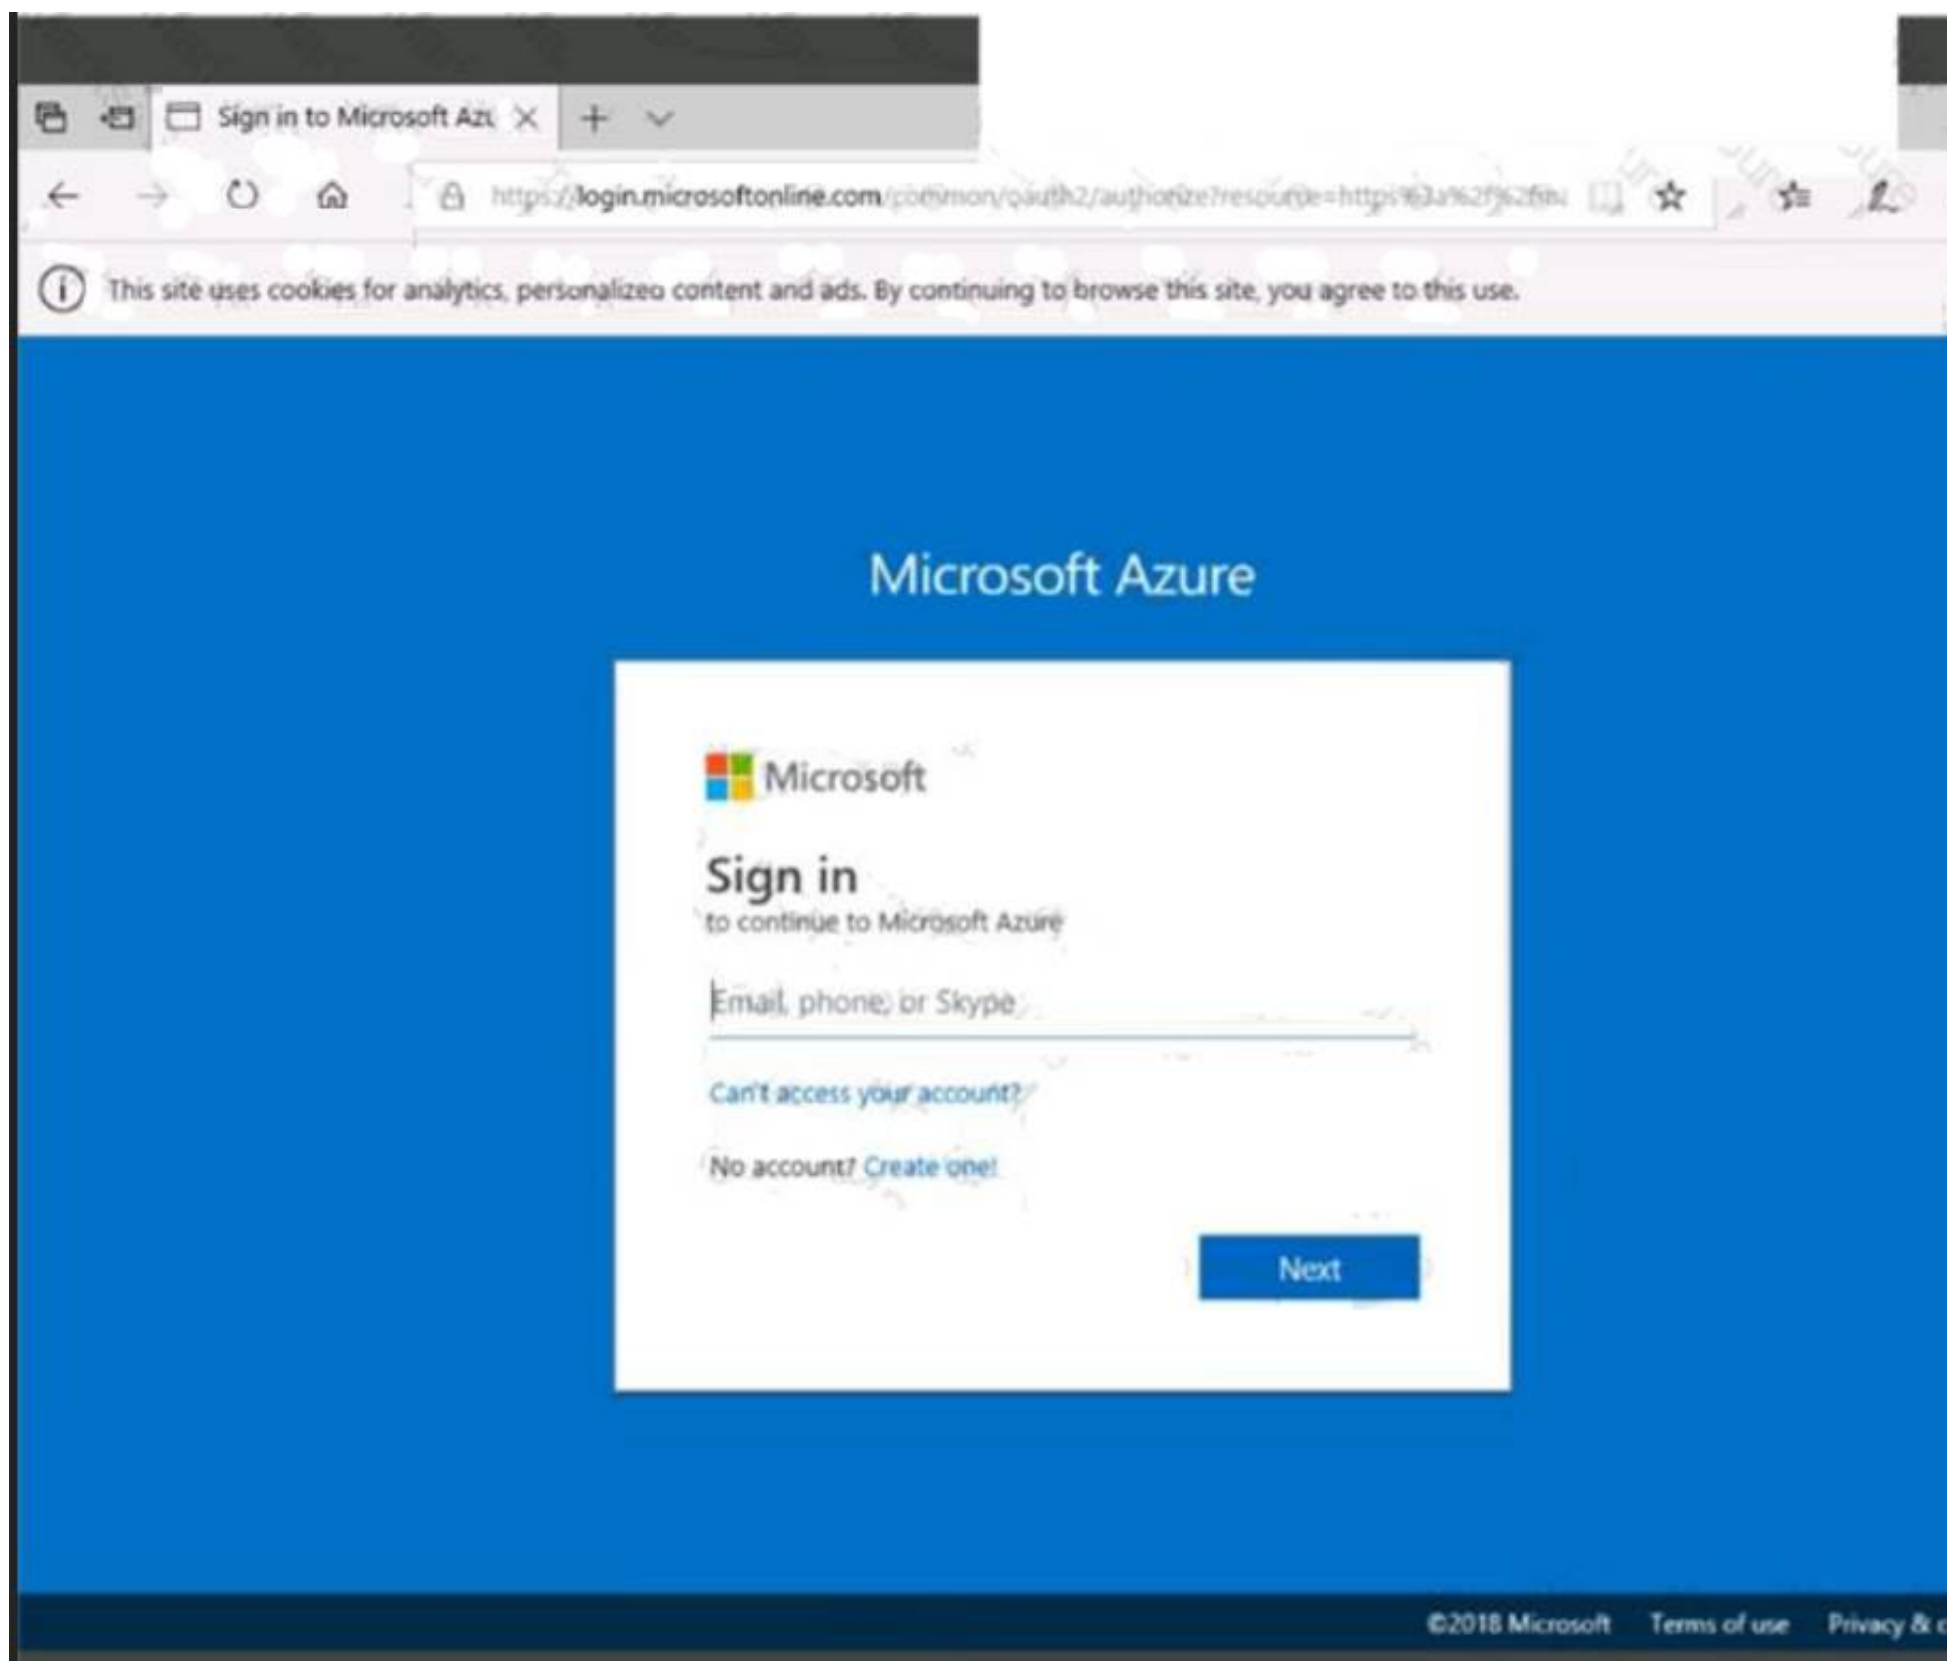 Sign in to Microsoft Azu
https://login.microsoftonline.com/common/oauth2/authorize?resource=https%3a%2f%2fm
This site uses cookies for analytics, personalized content and ads. By continuing to browse this site, you agree to this use.
Microsoft Azure
Microsoft
Sign in
to continue to Microsoft Azure
Email, phone, or Skype
Can't access your account?
No account? Create one!
Next
©2018 Microsoft Terms of use Privacy & c